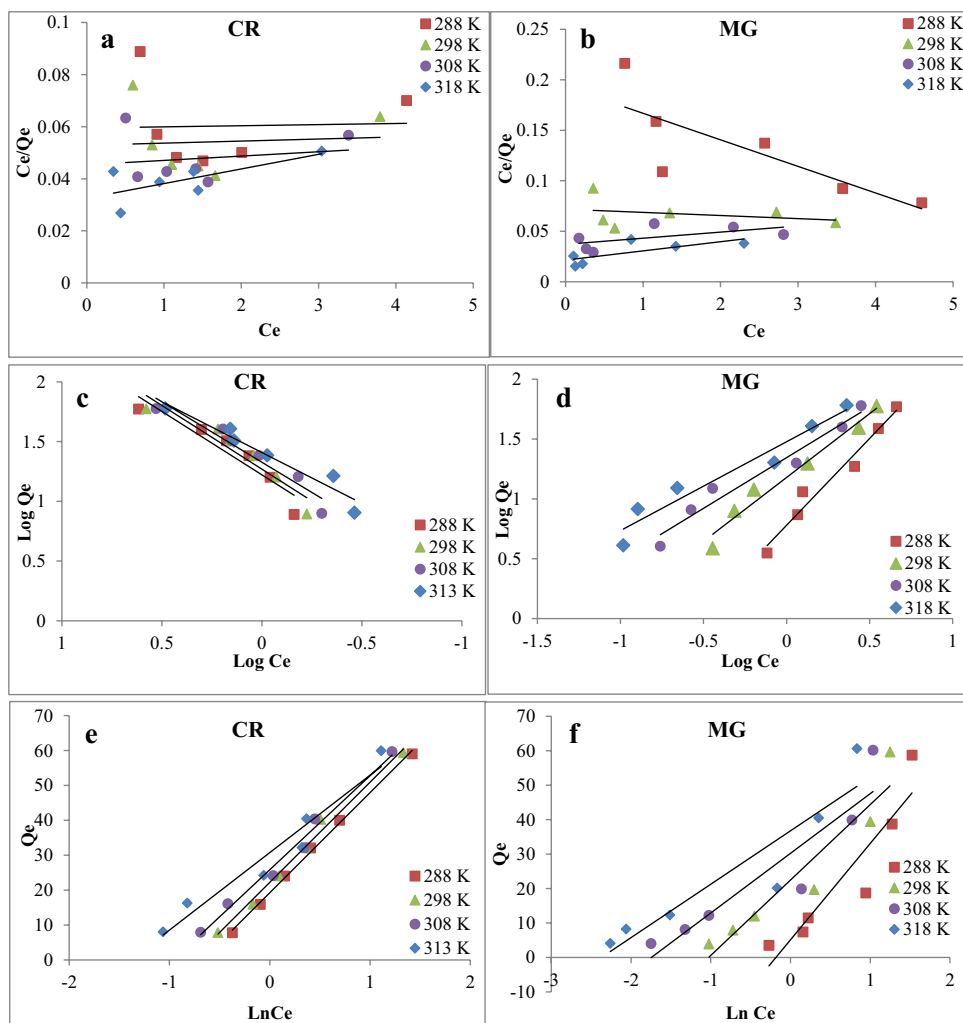 a
CR
288 K
298 K
308 K
318 K
0.1
0.08
0.06
0.04
0.02
0
Ce/Qe
0 1 2 3 4 5
Ce
b
MG
288 K
298 K
308 K
318 K
0.25
0.2
0.15
0.1
0.05
0
Ce/Qe
0 1 2 3 4 5
Ce
c
CR
2
1.5
1
0.5
0
Log Qe
288 K
298 K
308 K
313 K
1 0.5 0 -0.5 -1
Log Ce
d
MG
2
1.5
1
0.5
0
Log Qe
288 K
298 K
308 K
318 K
-1.5 -1 -0.5 0 0.5 1
Log Ce
e
CR
70
60
50
40
30
20
10
0
Qe
288 K
298 K
308 K
313 K
-2 -1 0 1 2
LnCe
f
MG
70
60
50
40
30
20
10
0
-10
Qe
288 K
298 K
308 K
318 K
-3 -2 -1 0 1 2
Ln Ce